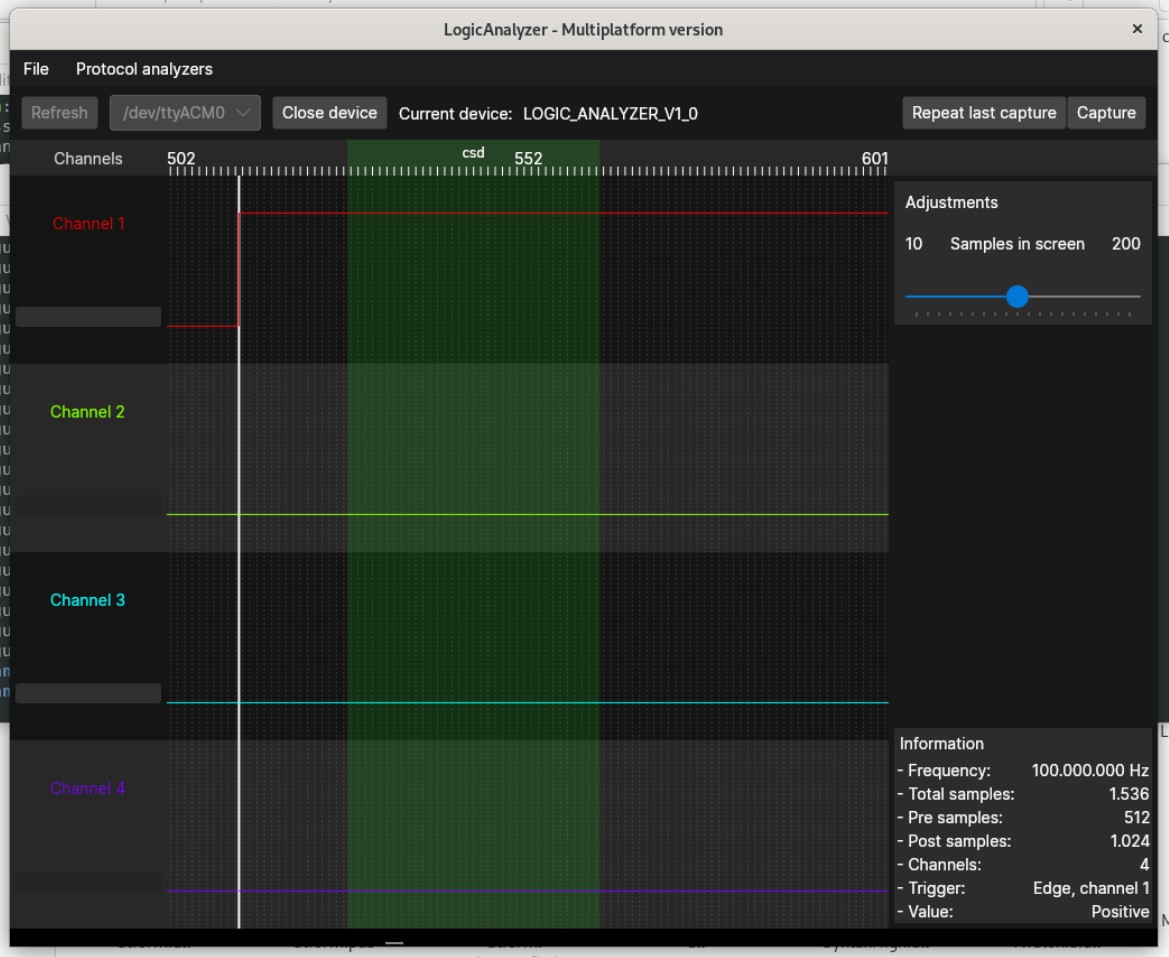 LogicAnalyzer - Multiplatform version
File Protocol analyzers
Refresh /dev/ttyACM0 Close device Current device: LOGIC_ANALYZER_V1_0 Repeat last capture Capture
Channels 502 csd 552 601
Adjustments
Channel 1
10 Samples in screen 200
Channel 2
Channel 3
Information
- Frequency: 100.000.000 Hz
Channel 4
- Total samples: 1.536
- Pre samples: 512
- Post samples: 1.024
- Channels: 4
- Trigger: Edge, channel 1
- Value: Positive